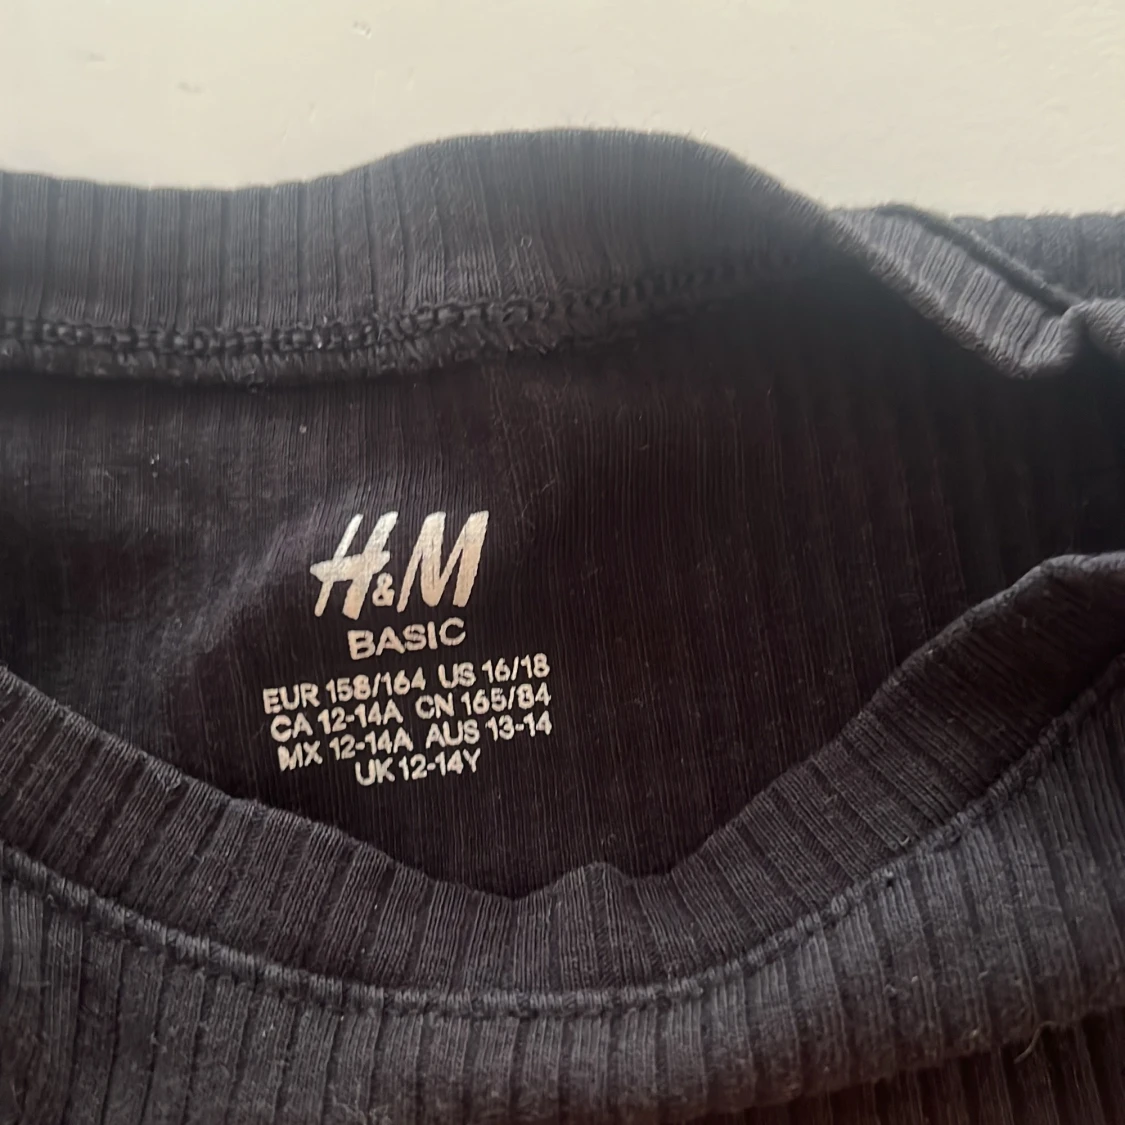 H&M
BASIC
EUR 158/164 US 16/18
CA 12-14A CN 165/84
MX 12-14A AUS 13-14
UK 12-14Y